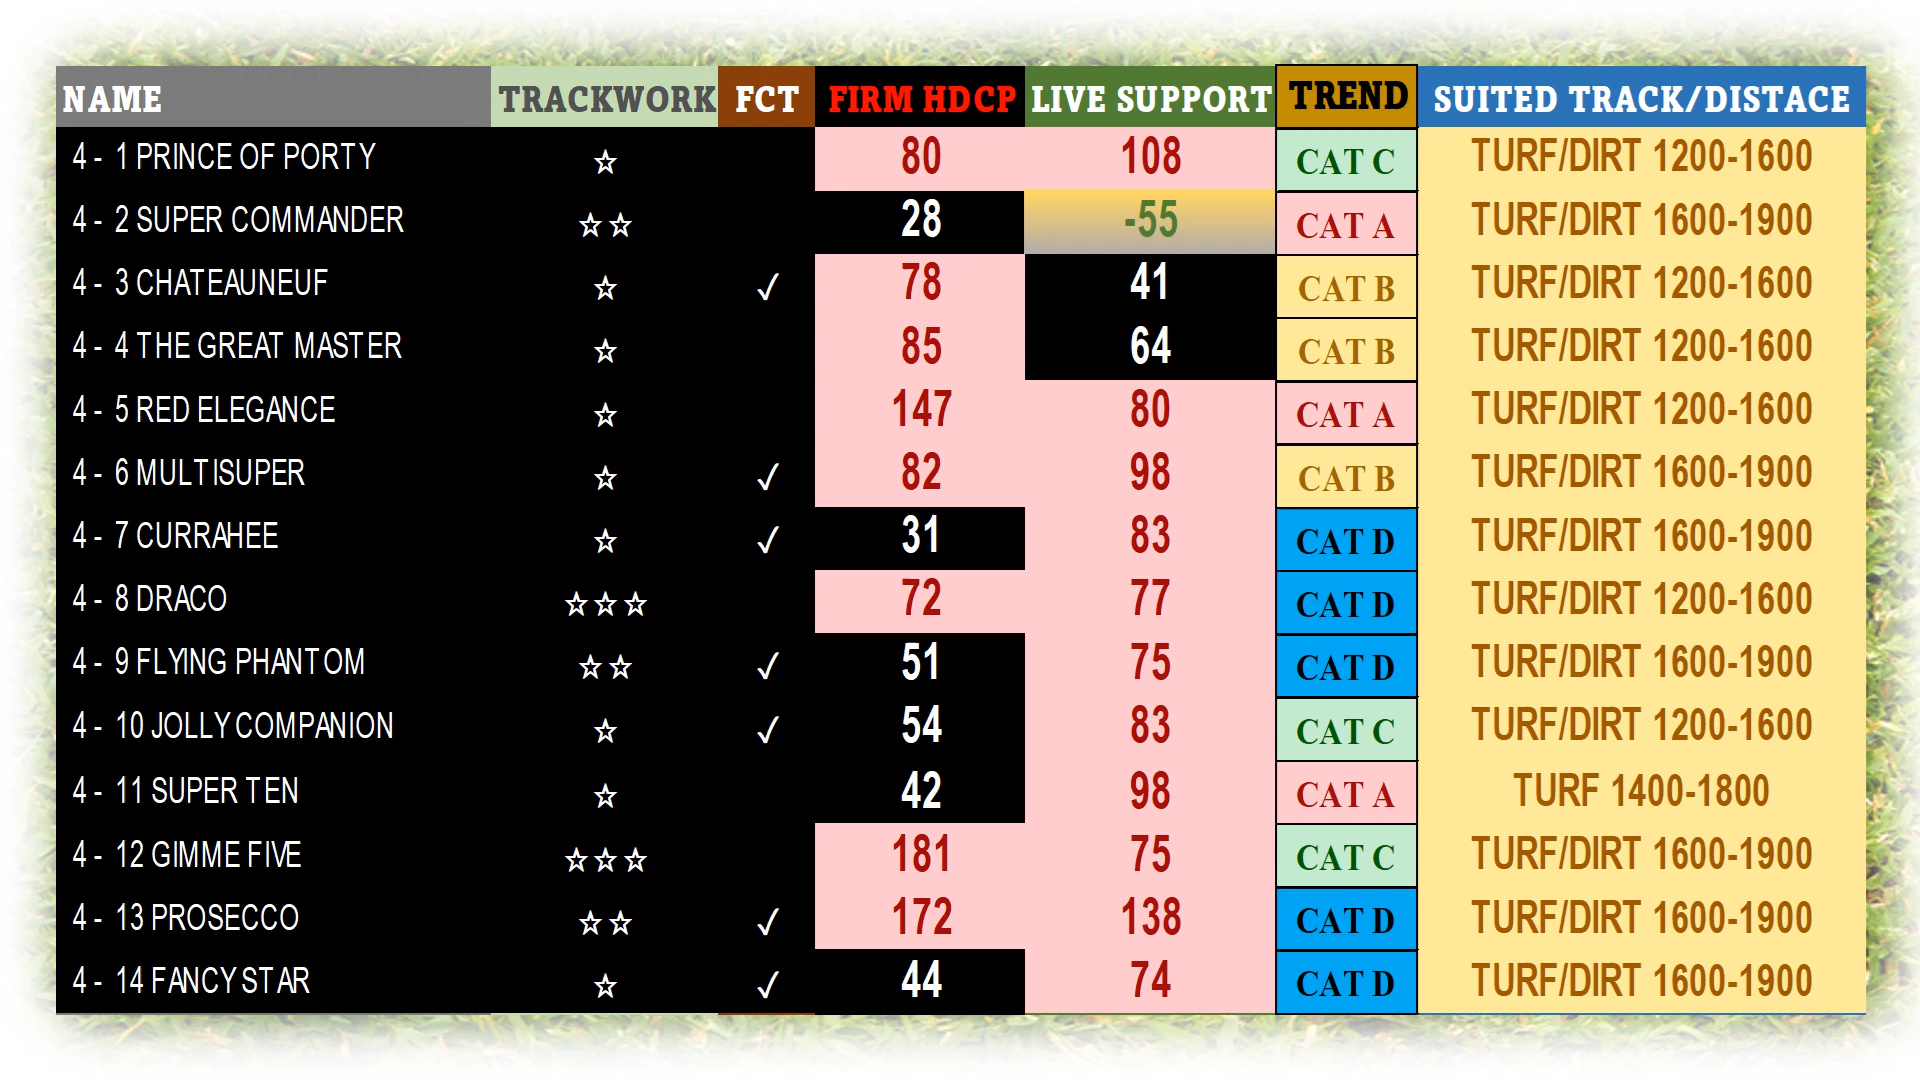 NAME TRACKWORK FCT FIRM HDCP LIVE SUPPORT TREND SUITED TRACK/DISTACE
4 - 1 PRINCE OF PORTY ☆ 80 108 CAT C TURF/DIRT 1200-1600
4 - 2 SUPER COMMANDER ☆☆ 28 -55 CAT A TURF/DIRT 1600-1900
4 - 3 CHATEAUNEUF ☆ ✓ 78 41 CAT B TURF/DIRT 1200-1600
4 - 4 THE GREAT MASTER ☆ 85 64 CAT B TURF/DIRT 1200-1600
4 - 5 RED ELEGANCE ☆ 147 80 CAT A TURF/DIRT 1200-1600
4 - 6 MULTISUPER ☆ ✓ 82 98 CAT B TURF/DIRT 1600-1900
4 - 7 CURRAHEE ☆ ✓ 31 83 CAT D TURF/DIRT 1600-1900
4 - 8 DRACO ☆☆☆ 72 77 CAT D TURF/DIRT 1200-1600
4 - 9 FLYING PHANTOM ☆☆ ✓ 51 75 CAT D TURF/DIRT 1600-1900
4 - 10 JOLLY COMPANION ☆ ✓ 54 83 CAT C TURF/DIRT 1200-1600
4 - 11 SUPER TEN ☆ 42 98 CAT A TURF 1400-1800
4 - 12 GIMME FIVE ☆☆☆ 181 75 CAT C TURF/DIRT 1600-1900
4 - 13 PROSECCO ☆☆ ✓ 172 138 CAT D TURF/DIRT 1600-1900
4 - 14 FANCY STAR ☆ ✓ 44 74 CAT D TURF/DIRT 1600-1900